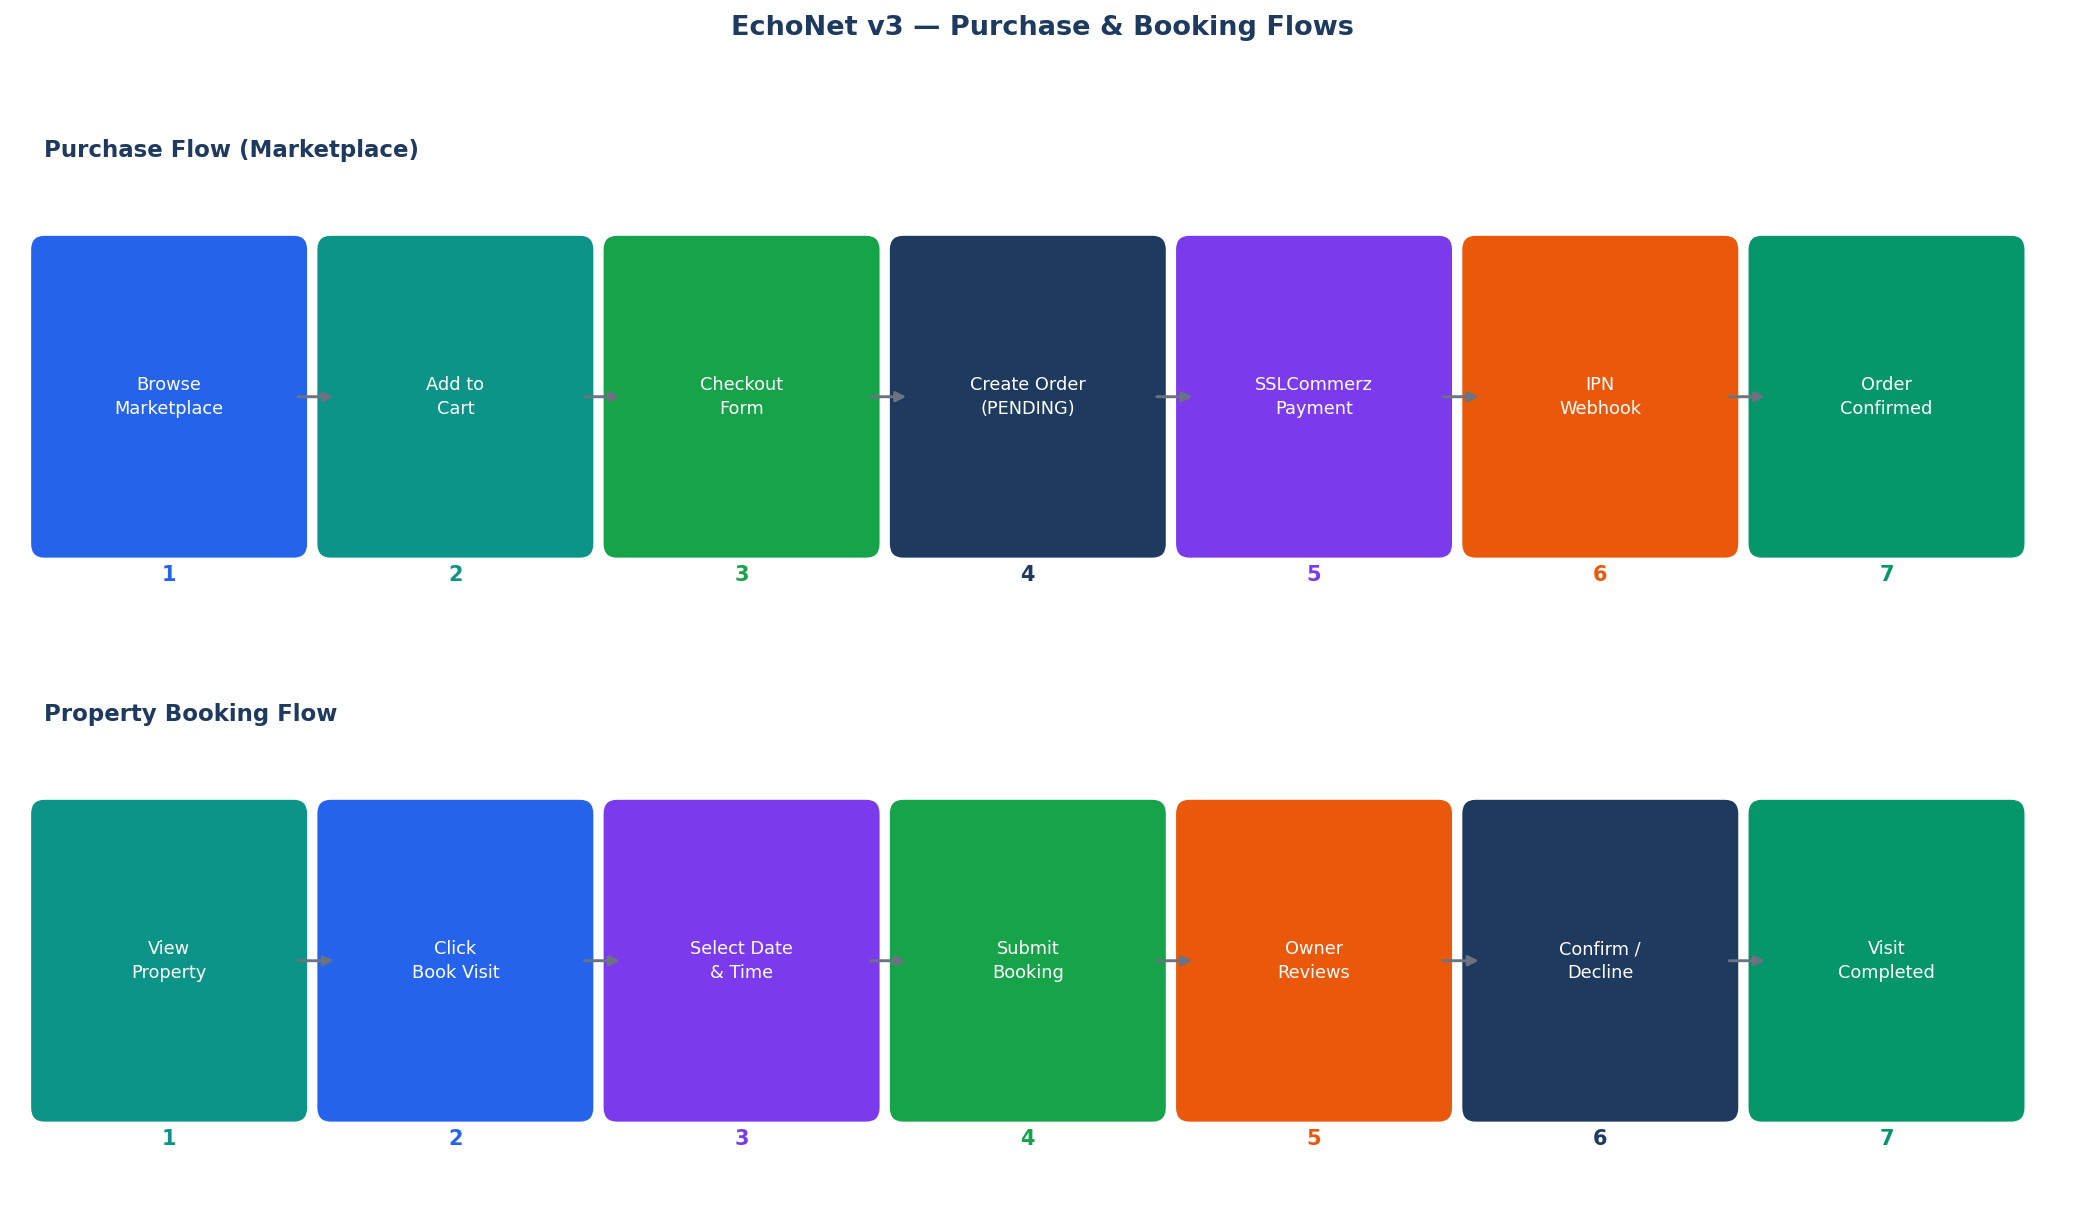 EchoNet v3 — Purchase & Booking Flows
Purchase Flow (Marketplace)
Browse
Marketplace
Add to
Cart
Checkout
Form
Create Order
(PENDING)
SSLCommerz
Payment
IPN
Webhook
Order
Confirmed
1
2
3
4
5
6
7
Property Booking Flow
View
Property
Click
Book Visit
Select Date
& Time
Submit
Booking
Owner
Reviews
Confirm /
Decline
Visit
Completed
1
2
3
4
5
6
7